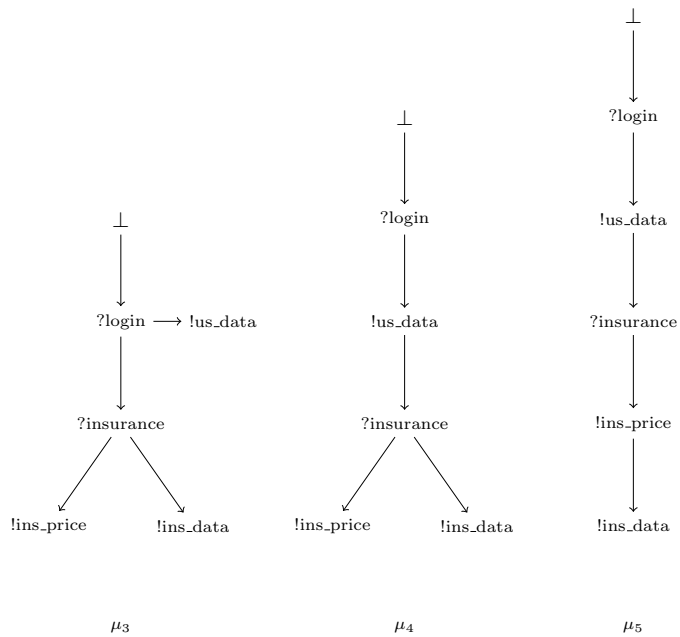 ⊥
?login
!us_data
?insurance
!ins_price
!ins_data
μ3
⊥
?login
!us_data
?insurance
!ins_price
!ins_data
μ4
⊥
?login
!us_data
?insurance
!ins_price
!ins_data
μ5